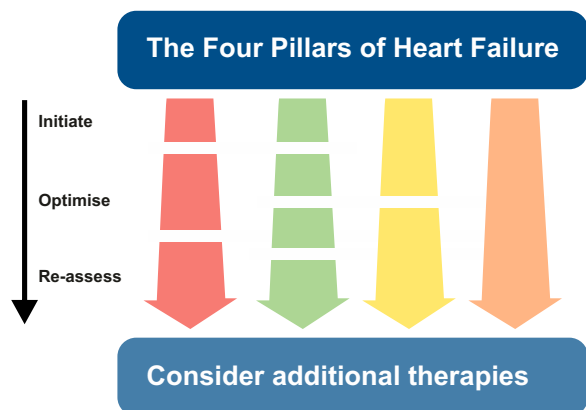 The Four Pillars of Heart Failure
Initiate
Optimise
Re-assess
Consider additional therapies